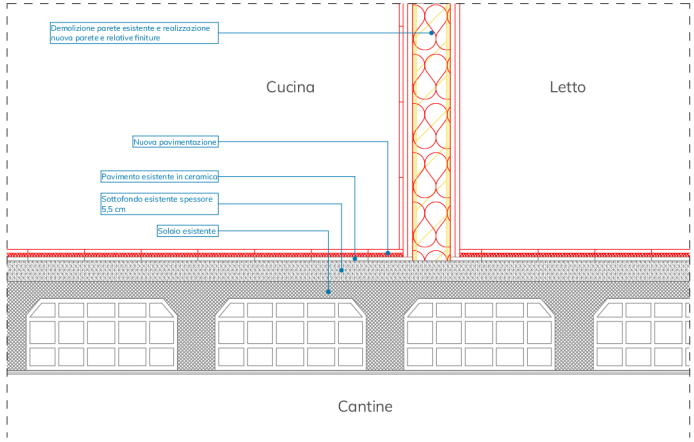 Demolizione parete esistente e realizzazione
nuova parete e relative finiture
Cucina
Letto
Nuova pavimentazione
Pavimento esistente in ceramica
Sottofondo esistente spessore
5,5 cm
Solaio esistente
Cantine